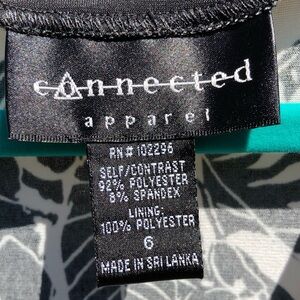 connected
apparel
RN# 102296
SELF/CONTRAST
92% POLYESTER
8% SPANDEX
LINING:
100% POLYESTER
6
MADE IN SRI LANKA